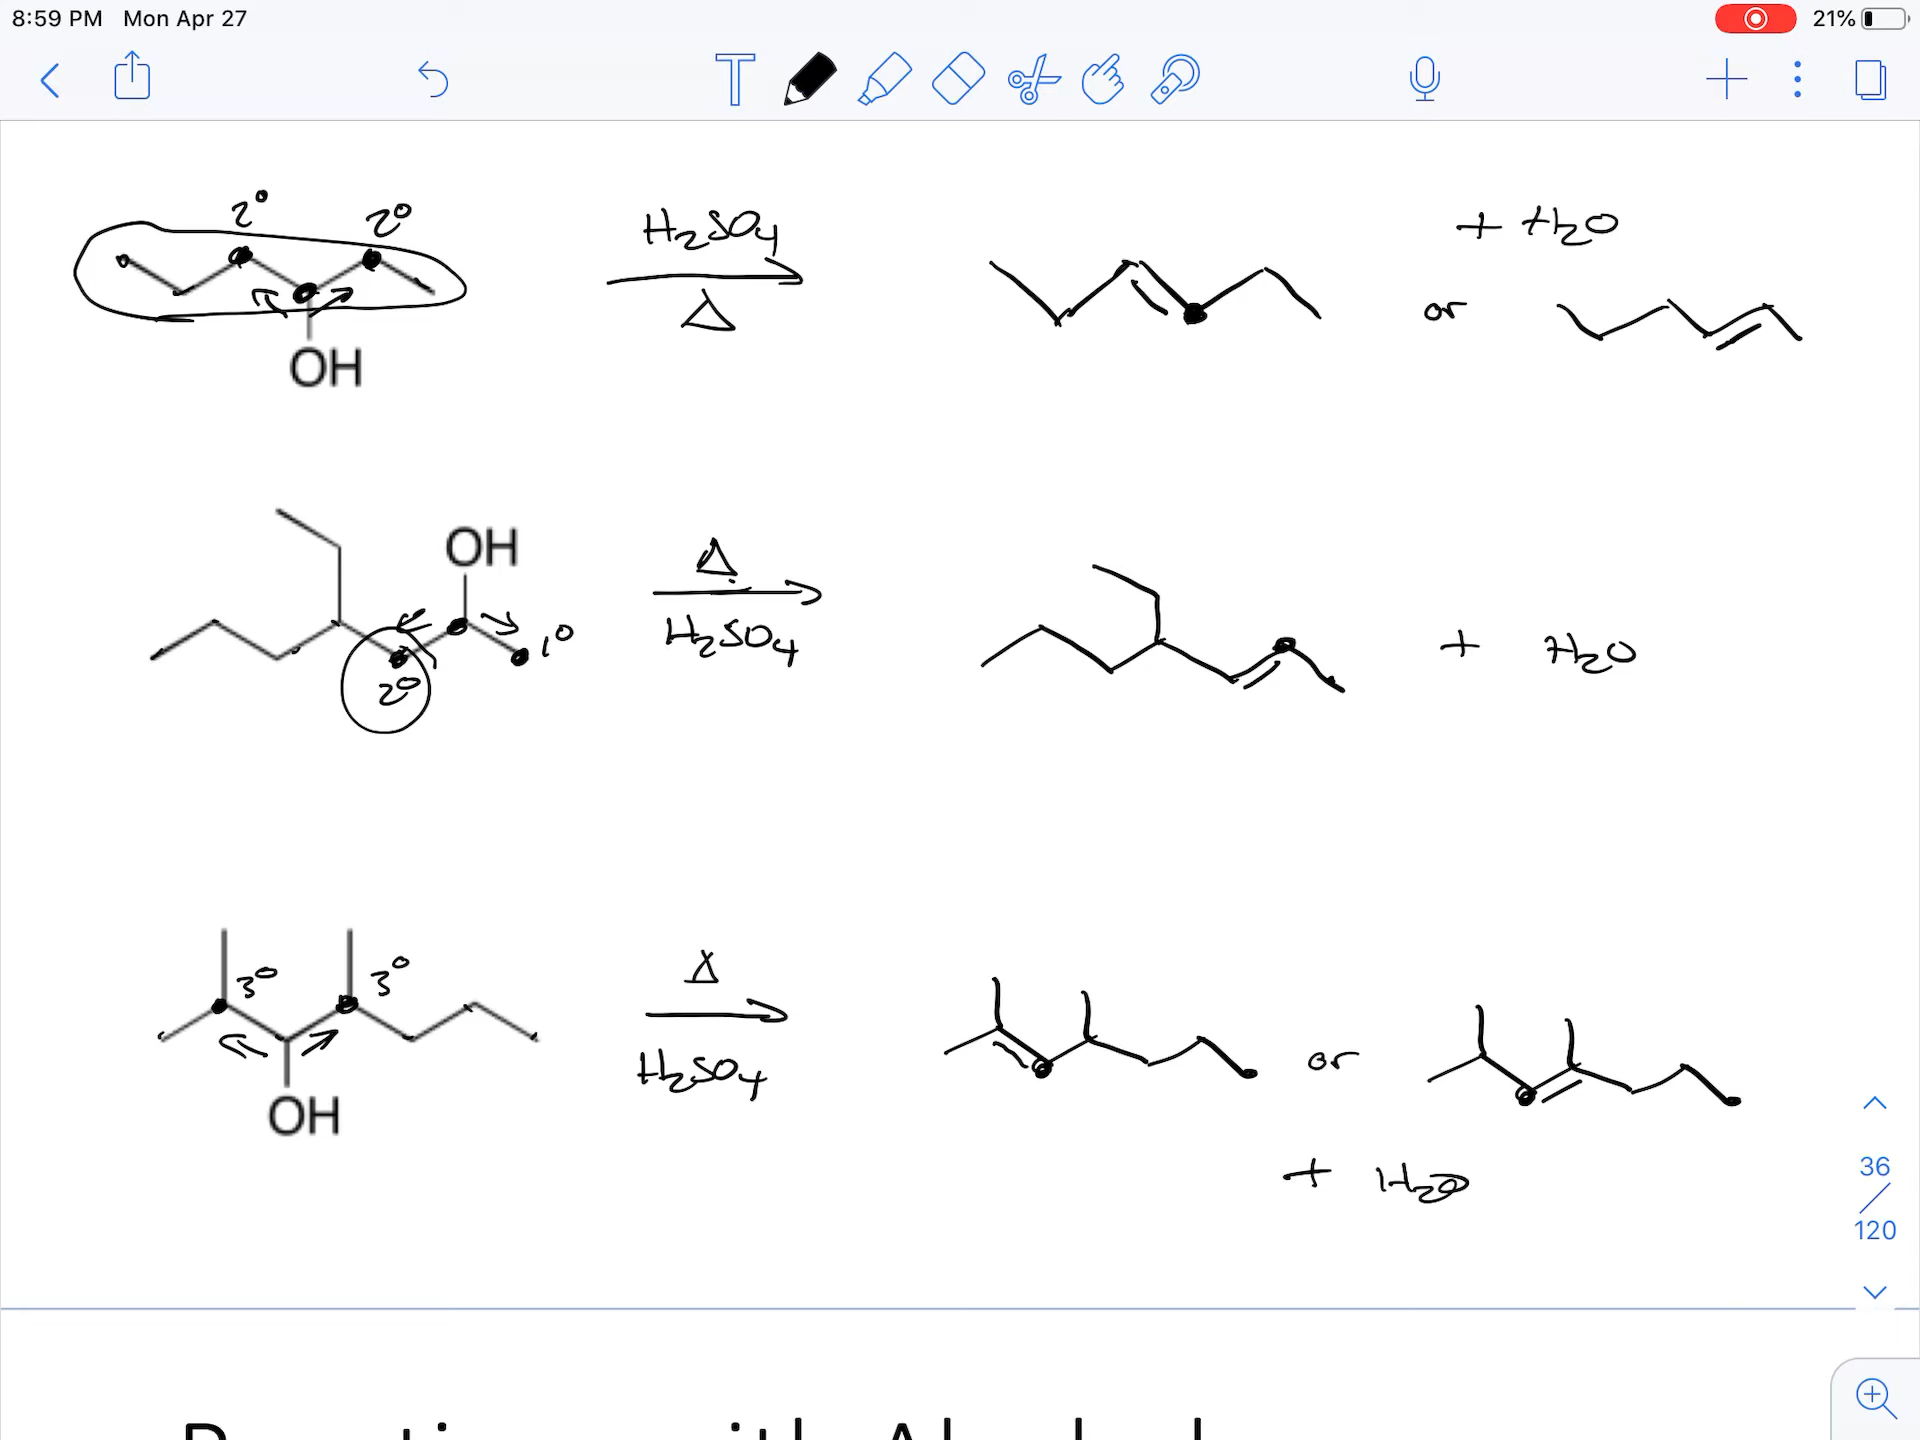 8:59 PM Mon Apr 27
21%
T
2° 2°
H₂SO₄
Δ
+ H₂O
or
OH
OH
Δ
H₂SO₄
1°
2°
+ H₂O
3° 3°
Δ
H₂SO₄
or
OH
+ H₂O
36
/
120